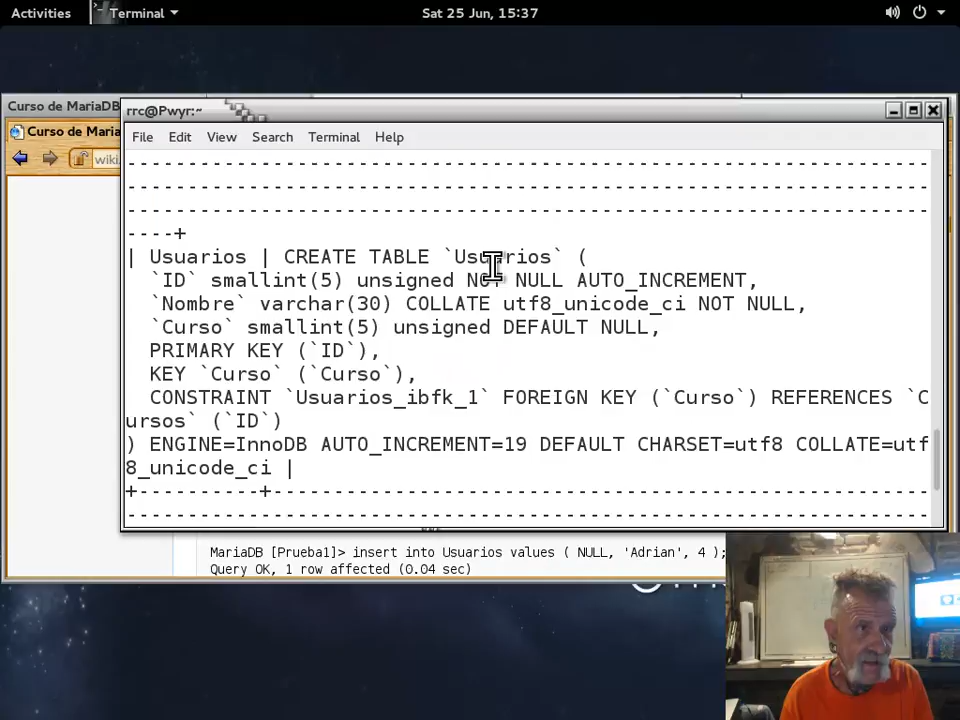 Activities Terminal Sat 25 Jun, 15:37
Curso de MariaDB
rrc@Pwyr:~
Curso de Maria
File Edit View Search Terminal Help
wiki
------------------------------------------------------------------
------------------------------------------------------------------
------------------------------------------------------------------
----+
| Usuarios | CREATE TABLE `Usuarios` (
`ID` smallint(5) unsigned NOT NULL AUTO_INCREMENT,
`Nombre` varchar(30) COLLATE utf8_unicode_ci NOT NULL,
`Curso` smallint(5) unsigned DEFAULT NULL,
PRIMARY KEY (`ID`),
KEY `Curso` (`Curso`),
CONSTRAINT `Usuarios_ibfk_1` FOREIGN KEY (`Curso`) REFERENCES `C
ursos` (`ID`)
) ENGINE=InnoDB AUTO_INCREMENT=19 DEFAULT CHARSET=utf8 COLLATE=utf
8_unicode_ci |
+----------+------------------------------------------------------
------------------------------------------------------------------
MariaDB [Prueba1]> insert into Usuarios values ( NULL, 'Adrian', 4 );
Query OK, 1 row affected (0.04 sec)